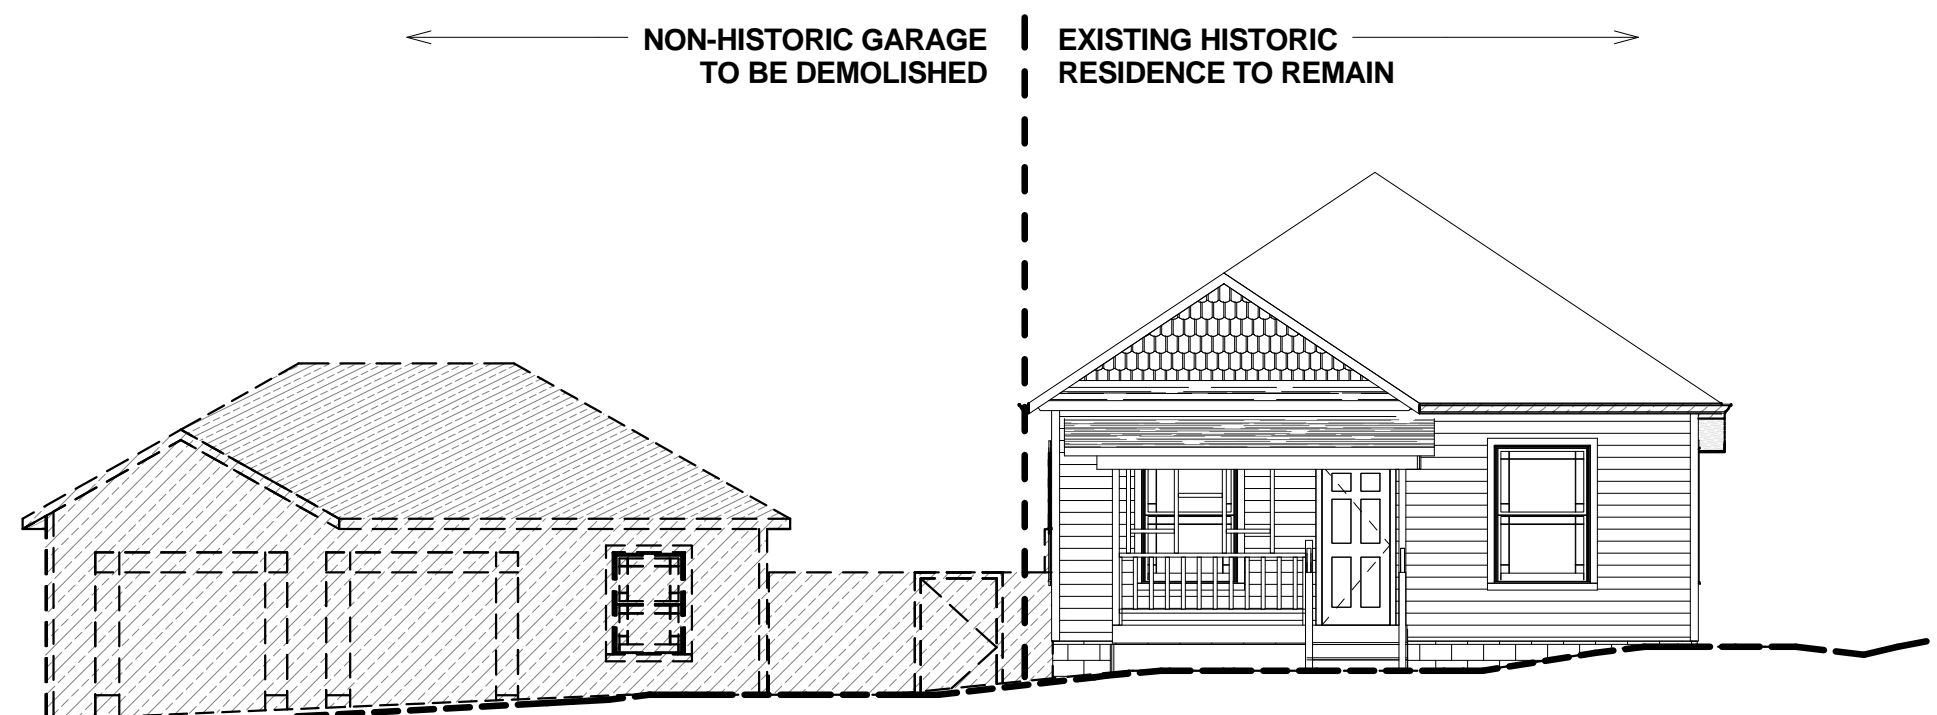 NON-HISTORIC GARAGE
TO BE DEMOLISHED
EXISTING HISTORIC
RESIDENCE TO REMAIN